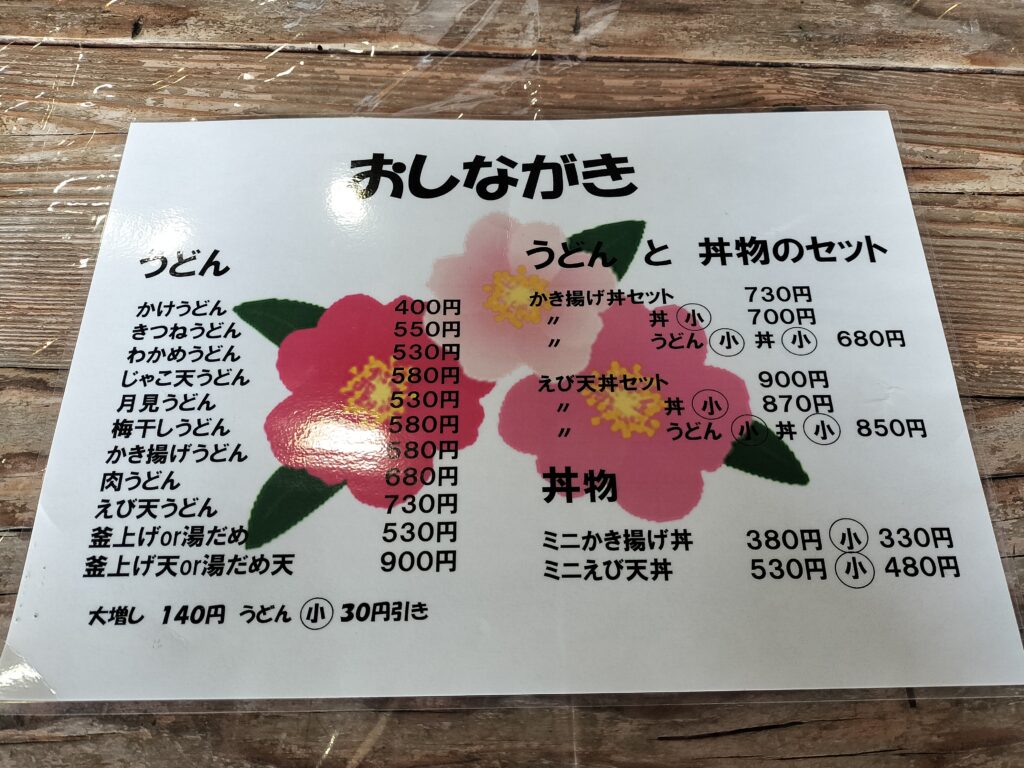 おしながき
うどん
かけうどん 400円
きつねうどん 550円
わかめうどん 530円
じゃこ天うどん 580円
月見うどん 530円
梅干しうどん 580円
かき揚げうどん 580円
肉うどん 680円
えび天うどん 730円
釜上げor湯だめ 530円
釜上げ天or湯だめ天 900円
大増し 140円 うどん ㊙小 30円引き
うどん と 丼物のセット
かき揚げ丼セット 730円
〃 丼 小 700円
〃 うどん 小 丼 小 680円
えび天丼セット 900円
〃 丼 小 870円
〃 うどん 小 丼 小 850円
丼物
ミニかき揚げ丼 380円 小 330円
ミニえび天丼 530円 小 480円